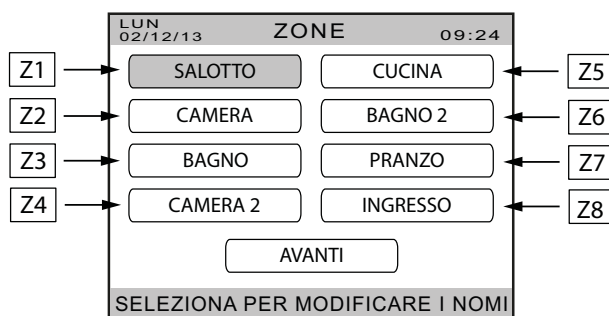 LUN
02/12/13 ZONE 09:24
Z1 SALOTTO CUCINA Z5
Z2 CAMERA BAGNO 2 Z6
Z3 BAGNO PRANZO Z7
Z4 CAMERA 2 INGRESSO Z8
AVANTI
SELEZIONA PER MODIFICARE I NOMI